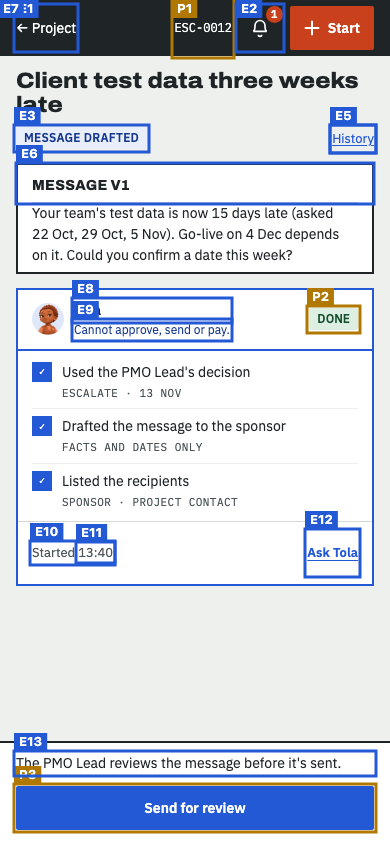 E7
E1
← Project
P1
ESC-0012
E2
1
+ Start
Client test data three weeks
late
E3
MESSAGE DRAFTED
E5
History
E6
MESSAGE V1
Your team's test data is now 15 days late (asked
22 Oct, 29 Oct, 5 Nov). Go-live on 4 Dec depends
on it. Could you confirm a date this week?
E8
E9
Cannot approve, send or pay.
P2
DONE
✓ Used the PMO Lead's decision
ESCALATE · 13 NOV
✓ Drafted the message to the sponsor
FACTS AND DATES ONLY
✓ Listed the recipients
SPONSOR · PROJECT CONTACT
E10
Started
E11
13:40
E12
Ask Tola
E13
The PMO Lead reviews the message before it's sent.
P3
Send for review